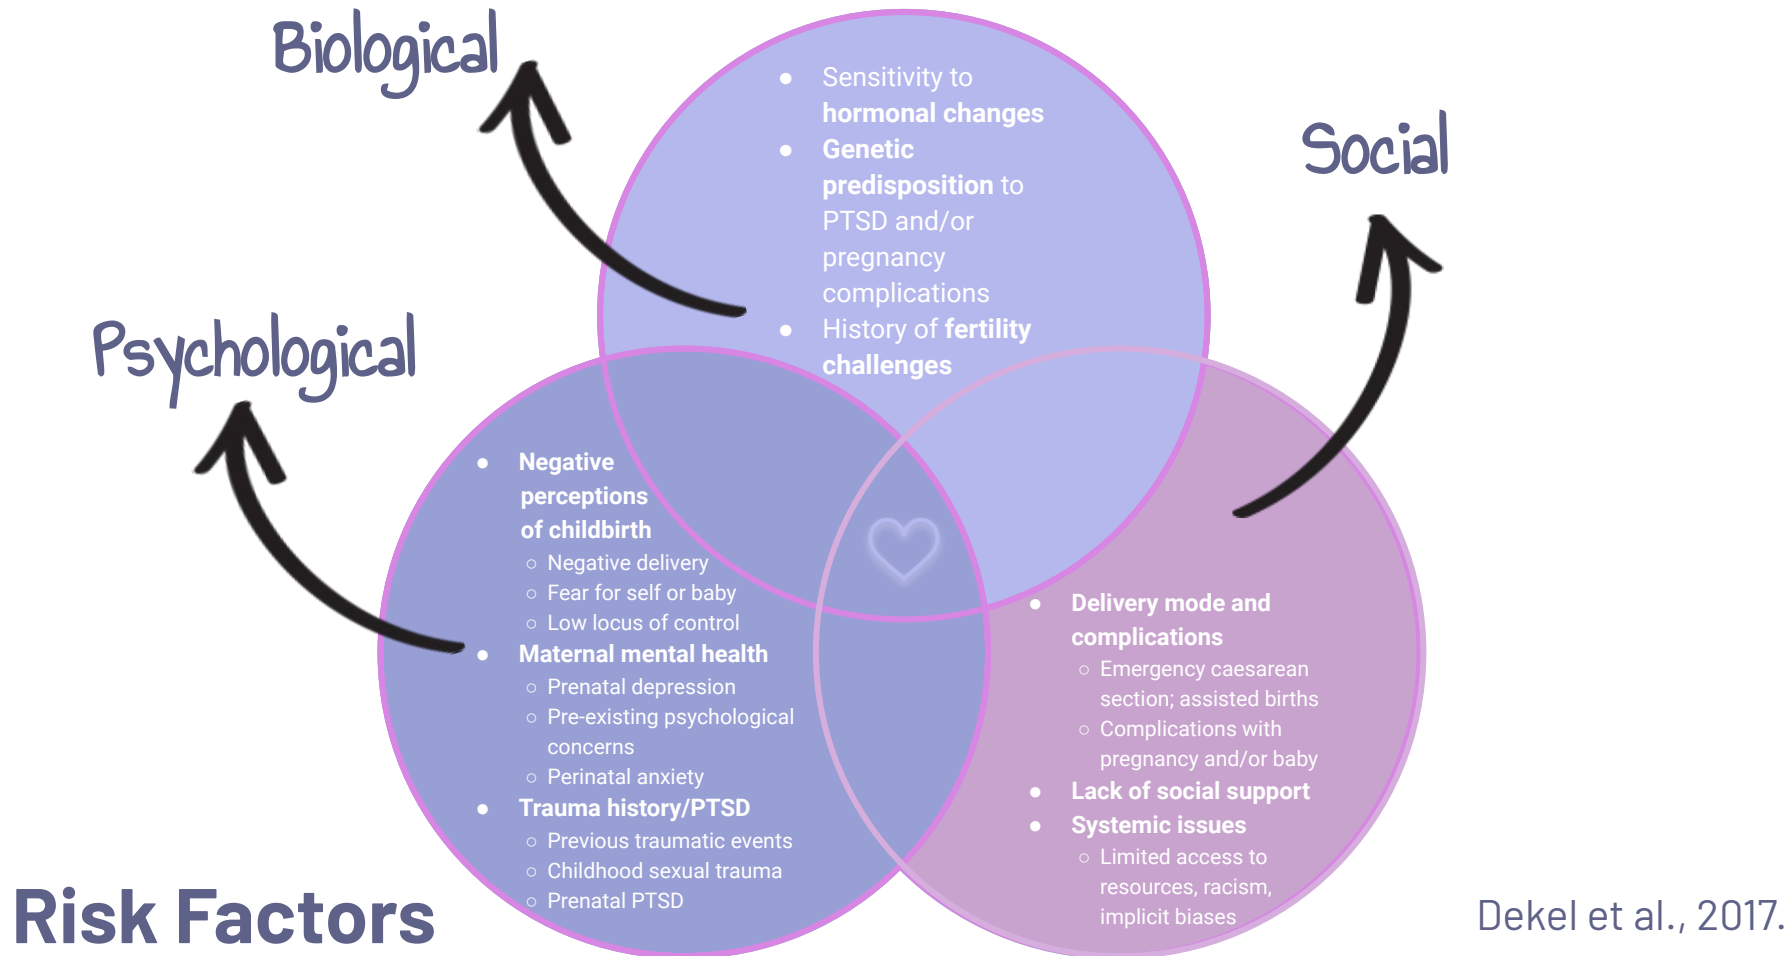 Biological
● Sensitivity to
hormonal changes
● Genetic
predisposition to
PTSD and/or
pregnancy
complications
● History of fertility
challenges
Social
Psychological
● Negative
perceptions
of childbirth
○ Negative delivery
○ Fear for self or baby
○ Low locus of control
● Maternal mental health
○ Prenatal depression
○ Pre-existing psychological
concerns
○ Perinatal anxiety
● Trauma history/PTSD
○ Previous traumatic events
○ Childhood sexual trauma
○ Prenatal PTSD
● Delivery mode and
complications
○ Emergency caesarean
section; assisted births
○ Complications with
pregnancy and/or baby
● Lack of social support
● Systemic issues
○ Limited access to
resources, racism,
implicit biases
Risk Factors
Dekel et al., 2017.